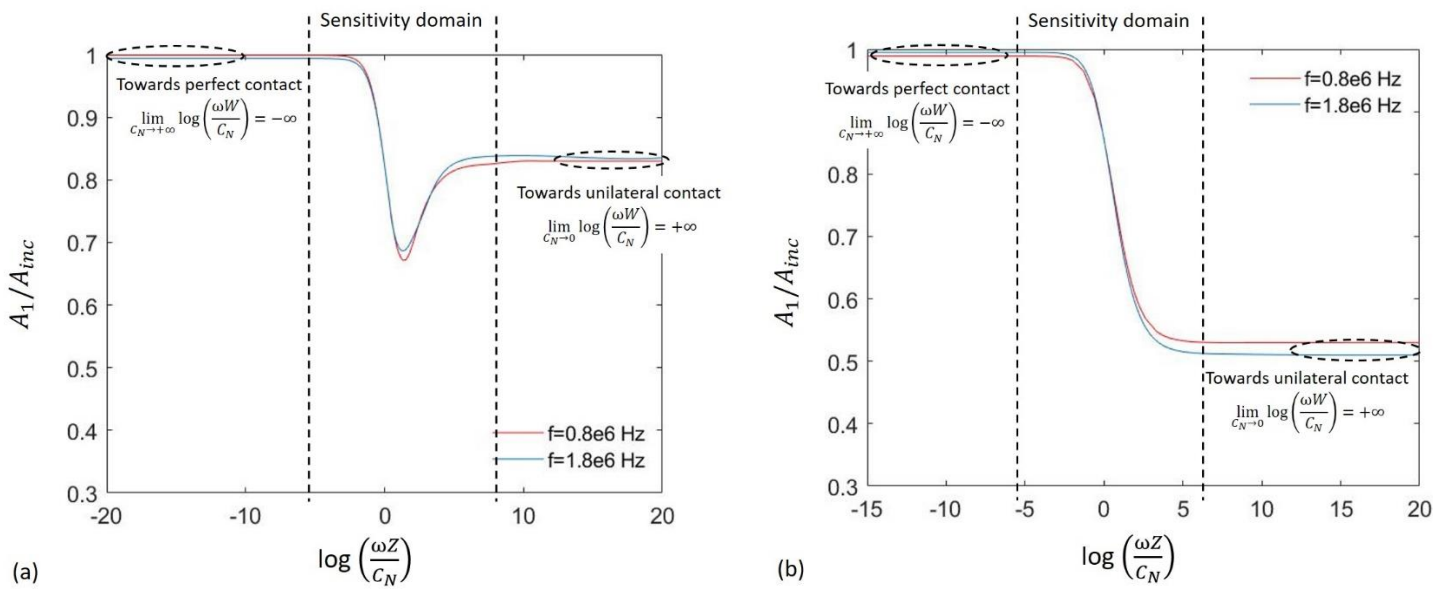 Sensitivity domain
1
0.9
0.8
0.7
0.6
0.5
0.4
0.3
A₁/A_inc
Towards perfect contact
lim C_N→+∞ log(ωW/C_N) = −∞
Towards unilateral contact
lim C_N→0 log(ωW/C_N) = +∞
f=0.8e6 Hz
f=1.8e6 Hz
-20 -10 0 10 20
log(ωZ/C_N)
(a)
Sensitivity domain
1
0.9
0.8
0.7
0.6
0.5
0.4
0.3
A₁/A_inc
f=0.8e6 Hz
f=1.8e6 Hz
Towards perfect contact
lim C_N→+∞ log(ωW/C_N) = −∞
Towards unilateral contact
lim C_N→0 log(ωW/C_N) = +∞
-15 -10 -5 0 5 10 15 20
log(ωZ/C_N)
(b)